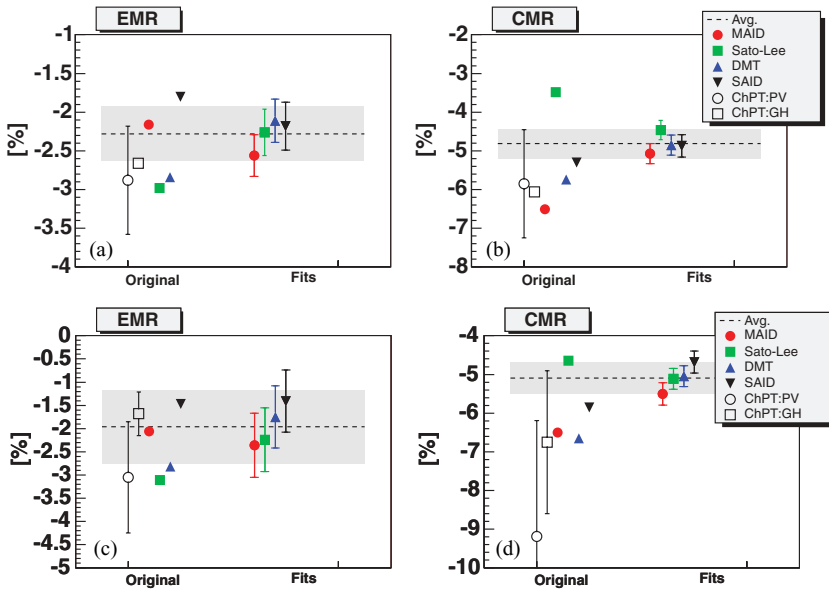 EMR
[%]
-1
-1.5
-2
-2.5
-3
-3.5
-4
(a)
Original
Fits
CMR
[%]
-2
-3
-4
-5
-6
-7
-8
(b)
Original
Fits
Avg.
MAID
Sato-Lee
DMT
SAID
ChPT:PV
ChPT:GH
EMR
[%]
0
-0.5
-1
-1.5
-2
-2.5
-3
-3.5
-4
-4.5
-5
(c)
Original
Fits
CMR
[%]
-4
-5
-6
-7
-8
-9
-10
(d)
Original
Fits
Avg.
MAID
Sato-Lee
DMT
SAID
ChPT:PV
ChPT:GH